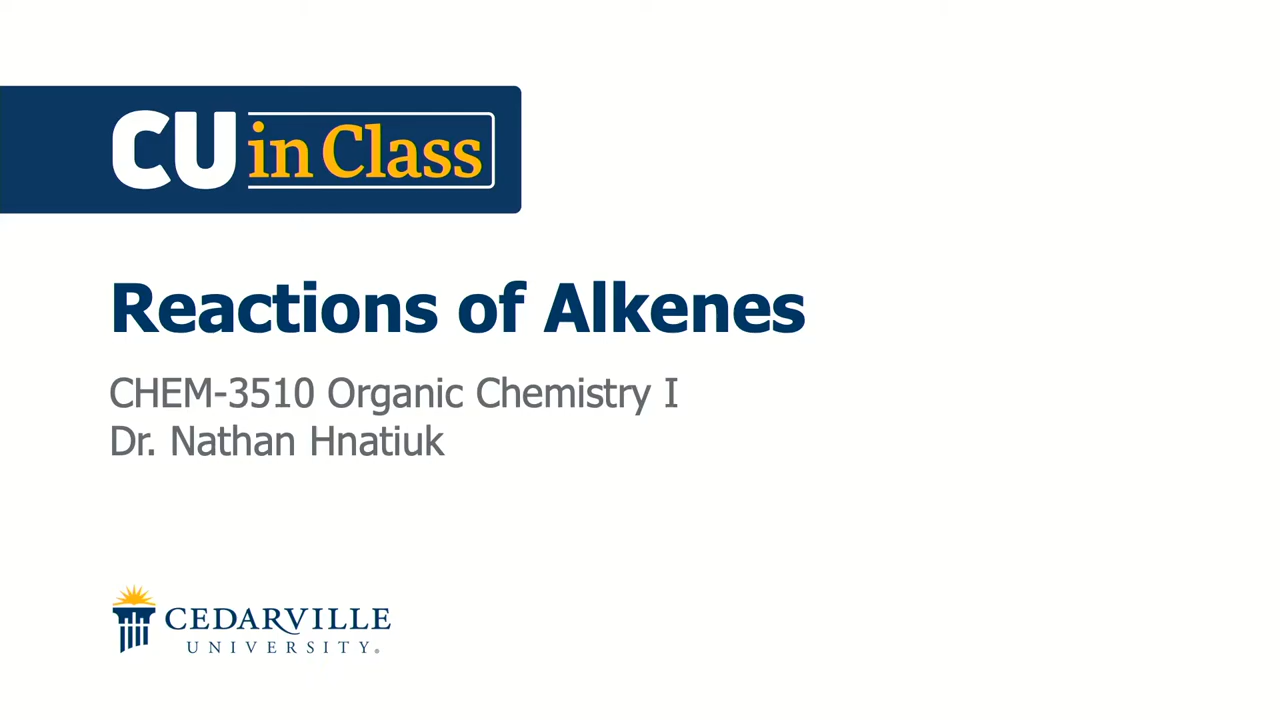 CU in Class
Reactions of Alkenes
CHEM-3510 Organic Chemistry I
Dr. Nathan Hnatiuk
CEDARVILLE
UNIVERSITY®